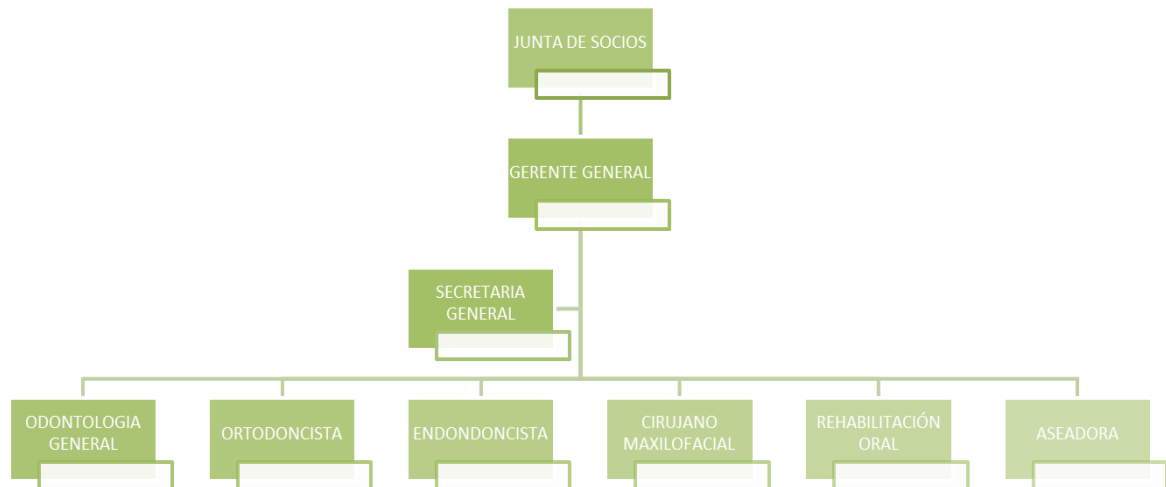 JUNTA DE SOCIOS
GERENTE GENERAL
SECRETARIA
GENERAL
ODONTOLOGIA
GENERAL
ORTODONCISTA
ENDONDONCISTA
CIRUJANO
MAXILOFACIAL
REHABILITACIÓN
ORAL
ASEADORA